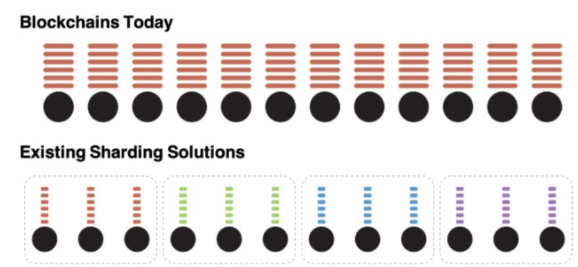 Blockchains Today
Existing Sharding Solutions